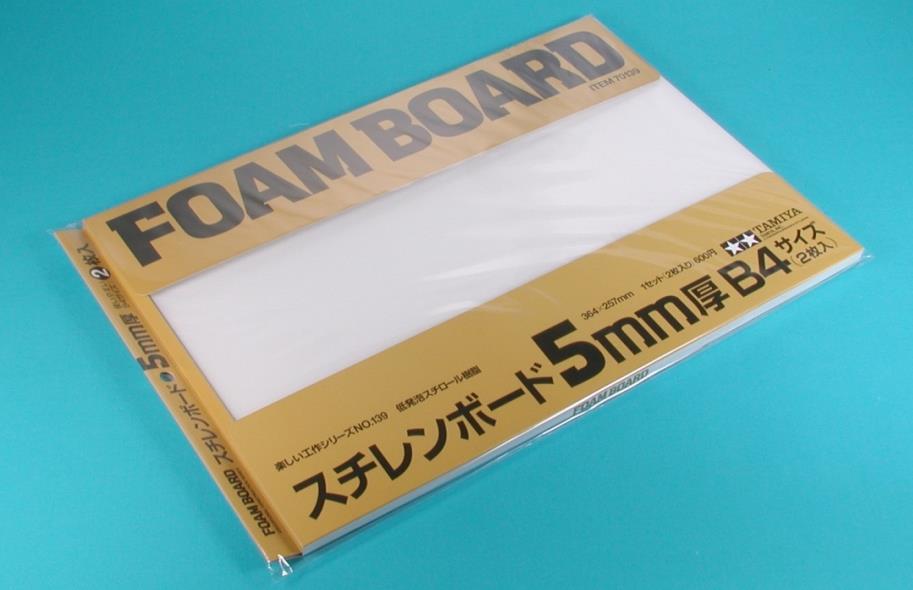 FOAM BOARD
ITEM 70139
TAMIYA
364×257mm 1セット(2枚入り)600円
楽しい工作シリーズNO.139 低発泡スチロール樹脂
スチレンボード5mm厚B4サイズ(2枚入)
FOAM BOARD
FOAM BOARD スチレンボード 5mm厚 2枚入